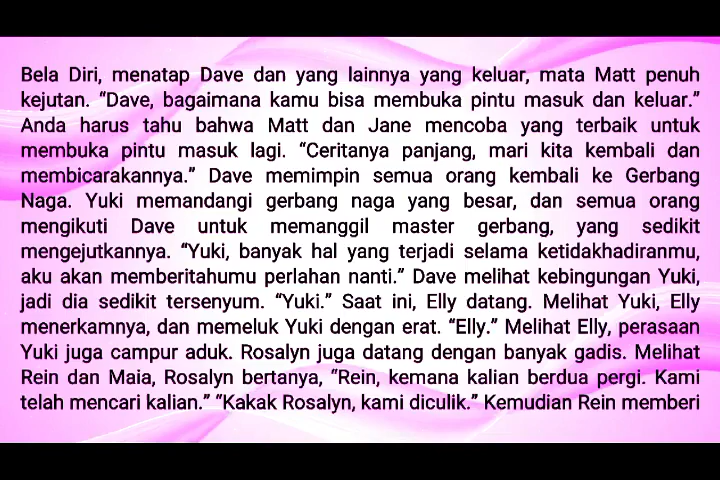 Bela Diri, menatap Dave dan yang lainnya yang keluar, mata Matt penuh
kejutan. “Dave, bagaimana kamu bisa membuka pintu masuk dan keluar.”
Anda harus tahu bahwa Matt dan Jane mencoba yang terbaik untuk
membuka pintu masuk lagi. “Ceritanya panjang, mari kita kembali dan
membicarakannya.” Dave memimpin semua orang kembali ke Gerbang
Naga. Yuki memandangi gerbang naga yang besar, dan semua orang
mengikuti Dave untuk memanggil master gerbang, yang sedikit
mengejutkannya. “Yuki, banyak hal yang terjadi selama ketidakhadiranmu,
aku akan memberitahumu perlahan nanti.” Dave melihat kebingungan Yuki,
jadi dia sedikit tersenyum. “Yuki.” Saat ini, Elly datang. Melihat Yuki, Elly
menerkamnya, dan memeluk Yuki dengan erat. “Elly.” Melihat Elly, perasaan
Yuki juga campur aduk. Rosalyn juga datang dengan banyak gadis. Melihat
Rein dan Maia, Rosalyn bertanya, “Rein, kemana kalian berdua pergi. Kami
telah mencari kalian.” “Kakak Rosalyn, kami diculik.” Kemudian Rein memberi